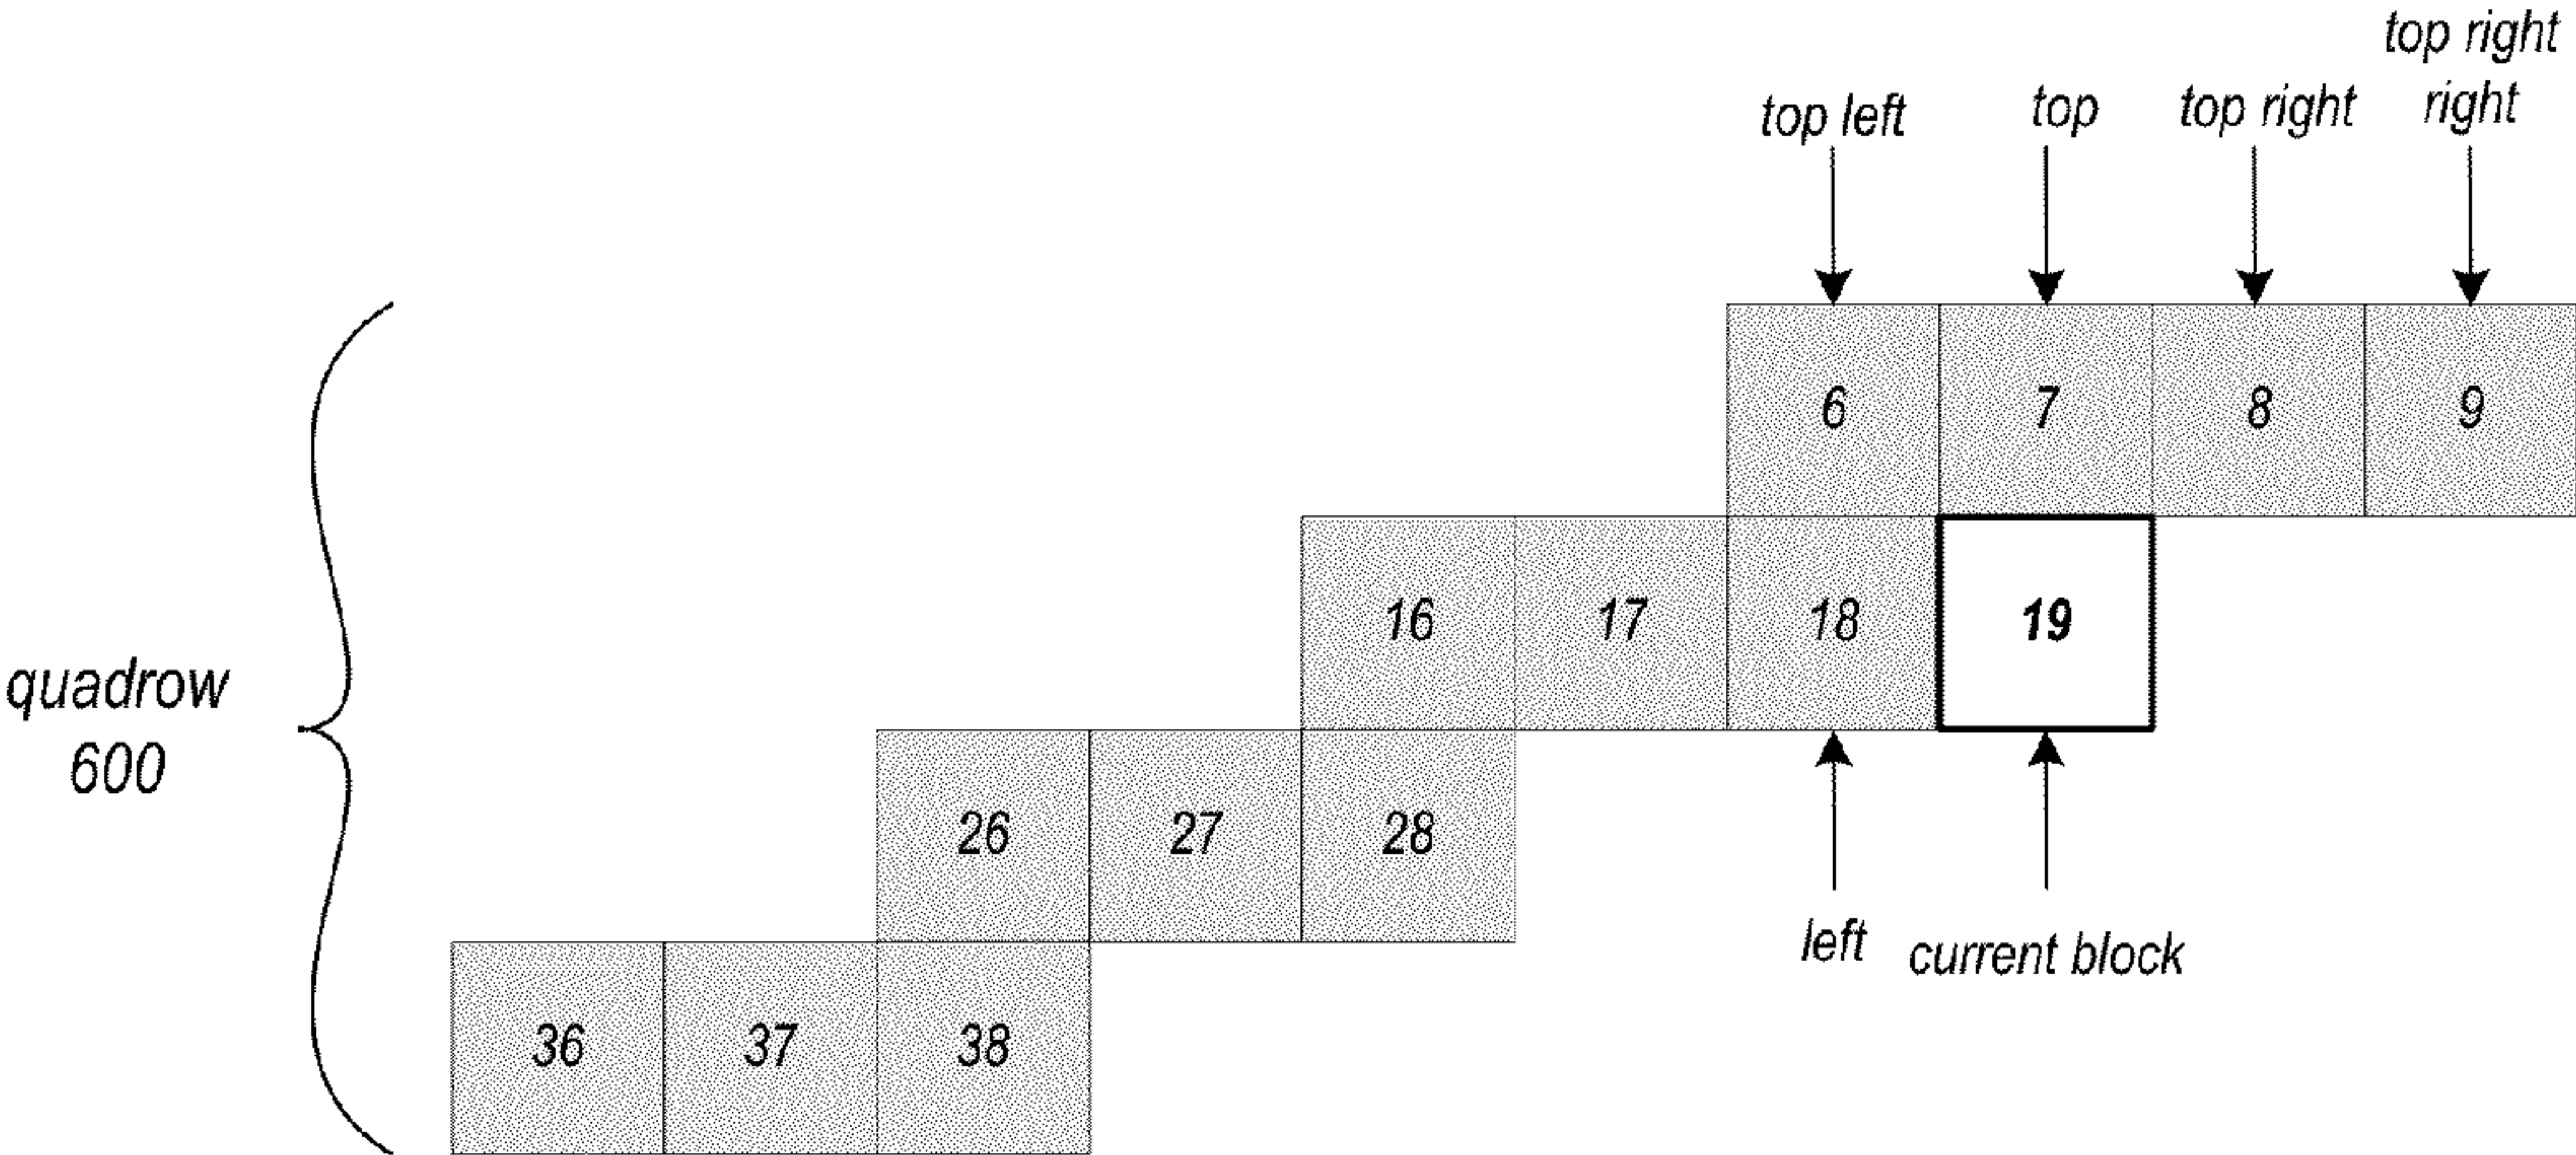 top right
right
top left
top
top right
6
7
8
9
16
17
18
19
quadrow
600
26
27
28
left
current block
36
37
38